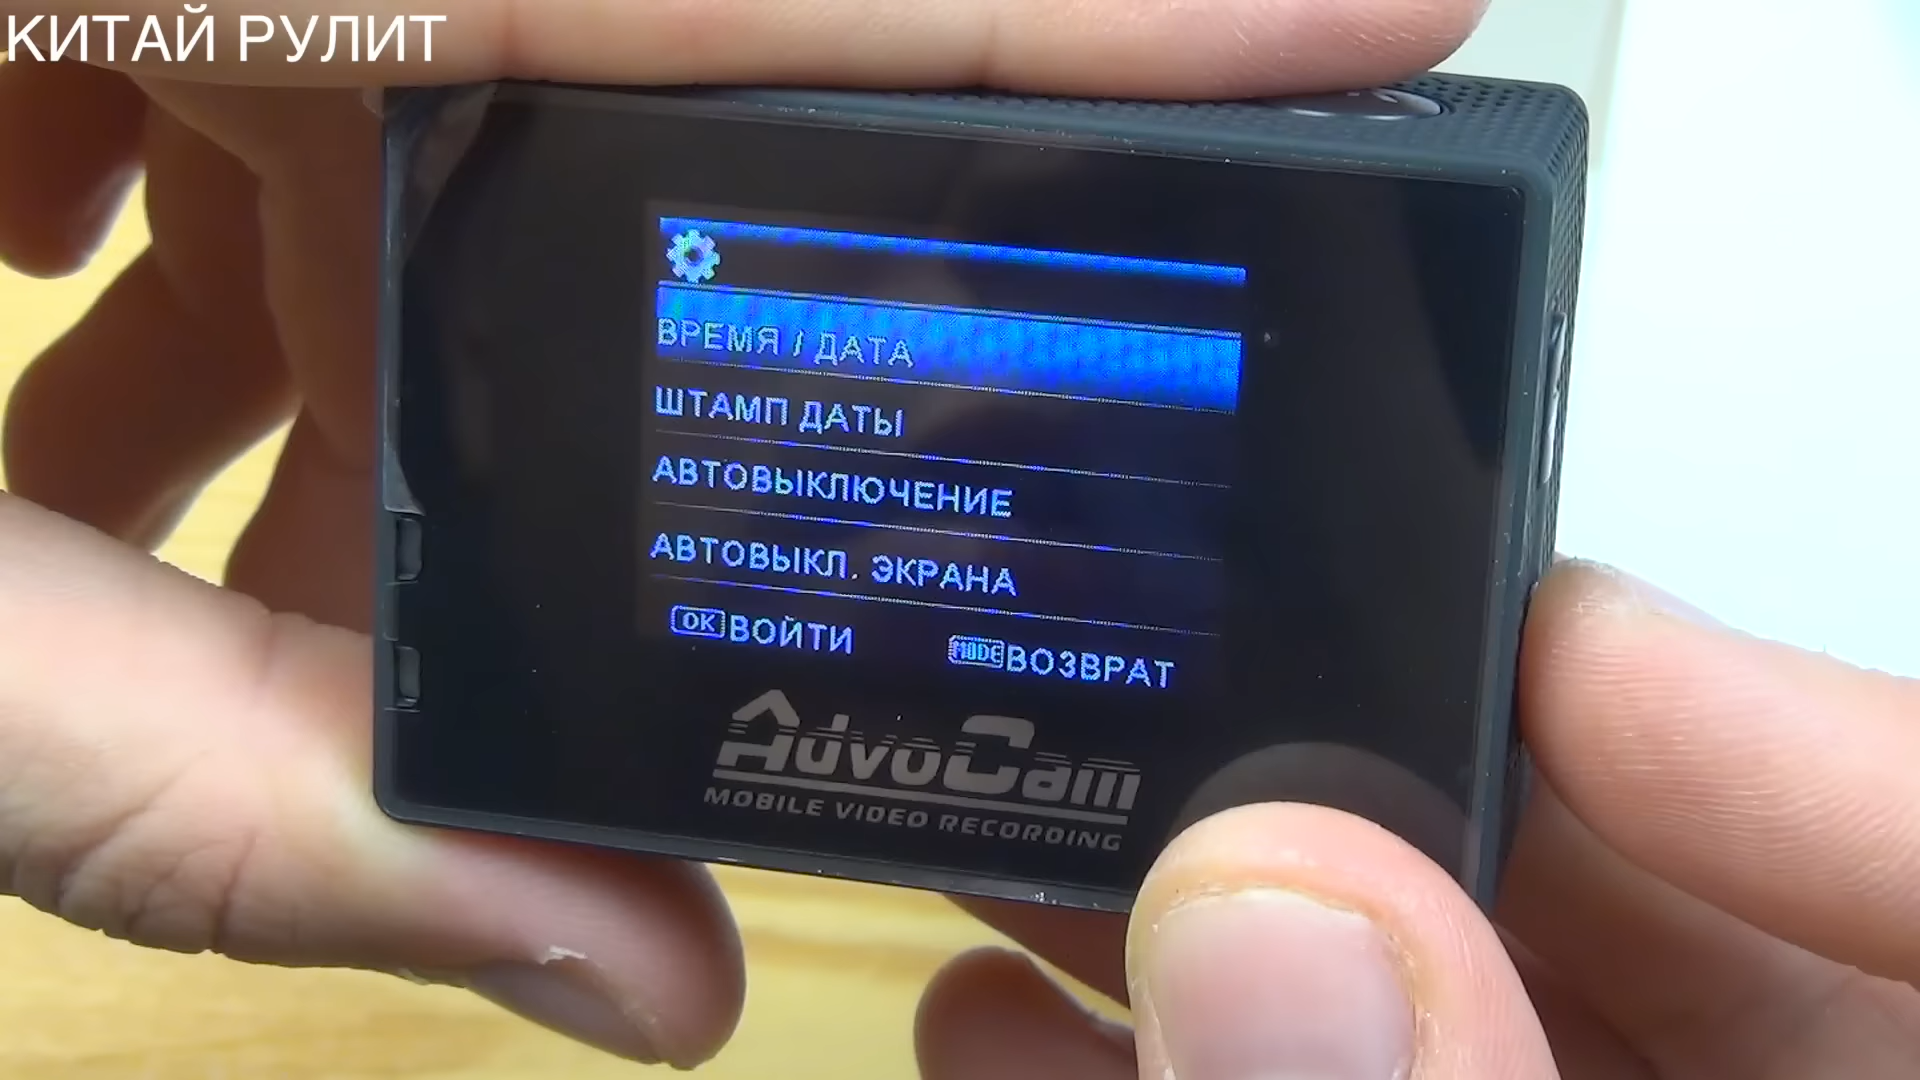 КИТАЙ РУЛИТ
ВРЕМЯ / ДАТА
ШТАМП ДАТЫ
АВТОВЫКЛЮЧЕНИЕ
АВТОВЫКЛ. ЭКРАНА
OK ВОЙТИ MODE ВОЗВРАТ
AdvoCam
MOBILE VIDEO RECORDING